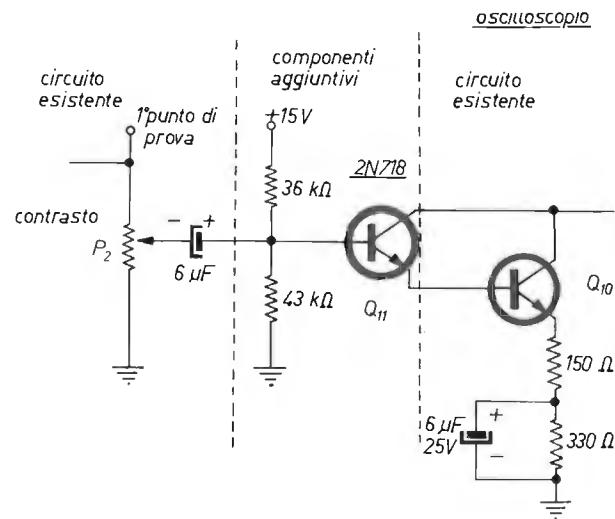 oscilloscopio
circuito
esistente
componenti
aggiuntivi
circuito
esistente
1° punto di
prova
+15V
2N718
36 kΩ
contrasto
P2
- +
6 µF
43 kΩ
Q11
Q10
150 Ω
6 µF
25V
+
-
330 Ω